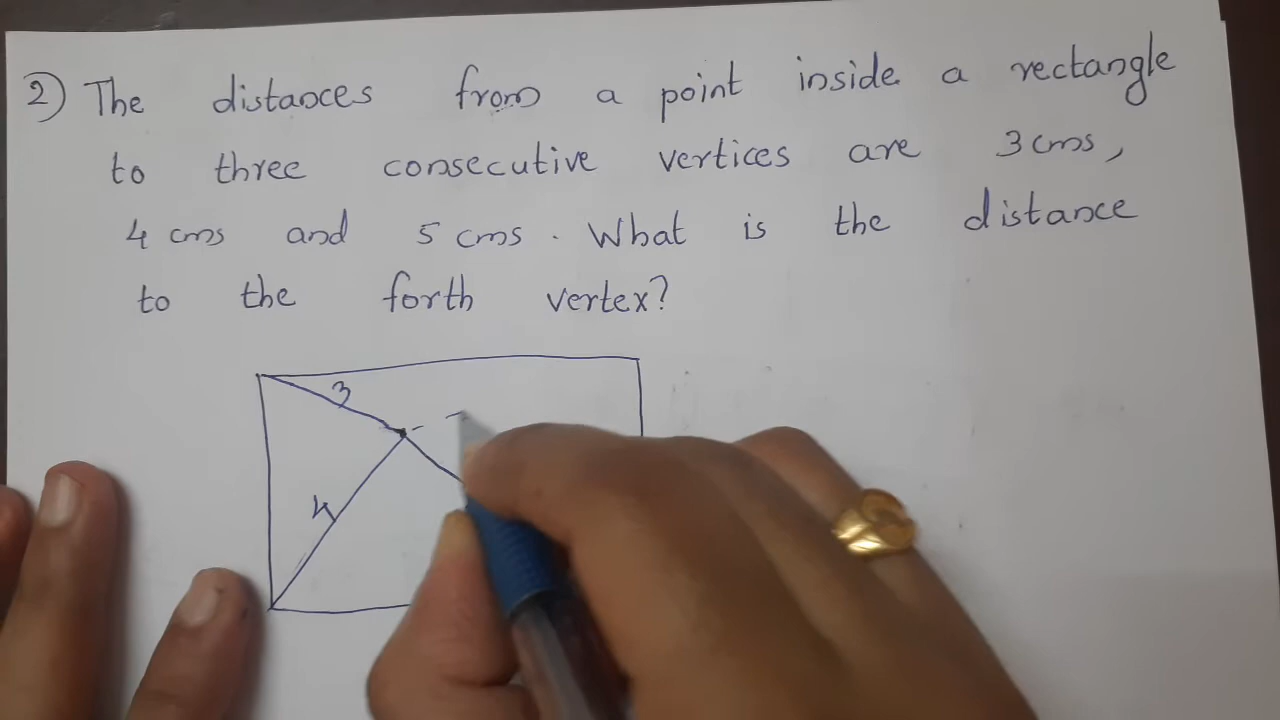 2) The distances from a point inside a rectangle
to three consecutive vertices are 3 cms,
4 cms and 5 cms. What is the distance
to the forth vertex?
3
4